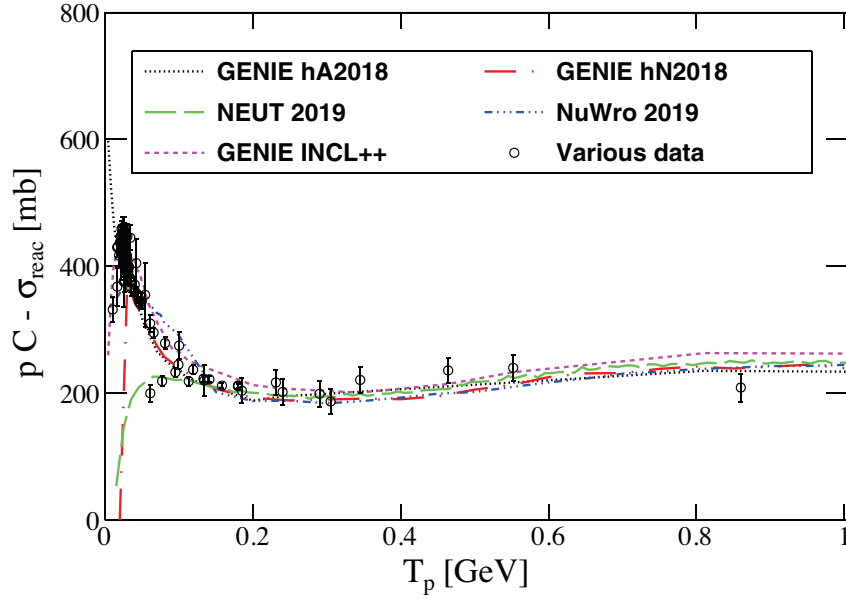 800
GENIE hA2018 GENIE hN2018
NEUT 2019 NuWro 2019
GENIE INCL++ Various data
600
400
200
0
p C - σreac [mb]
0 0.2 0.4 0.6 0.8 1
Tp [GeV]